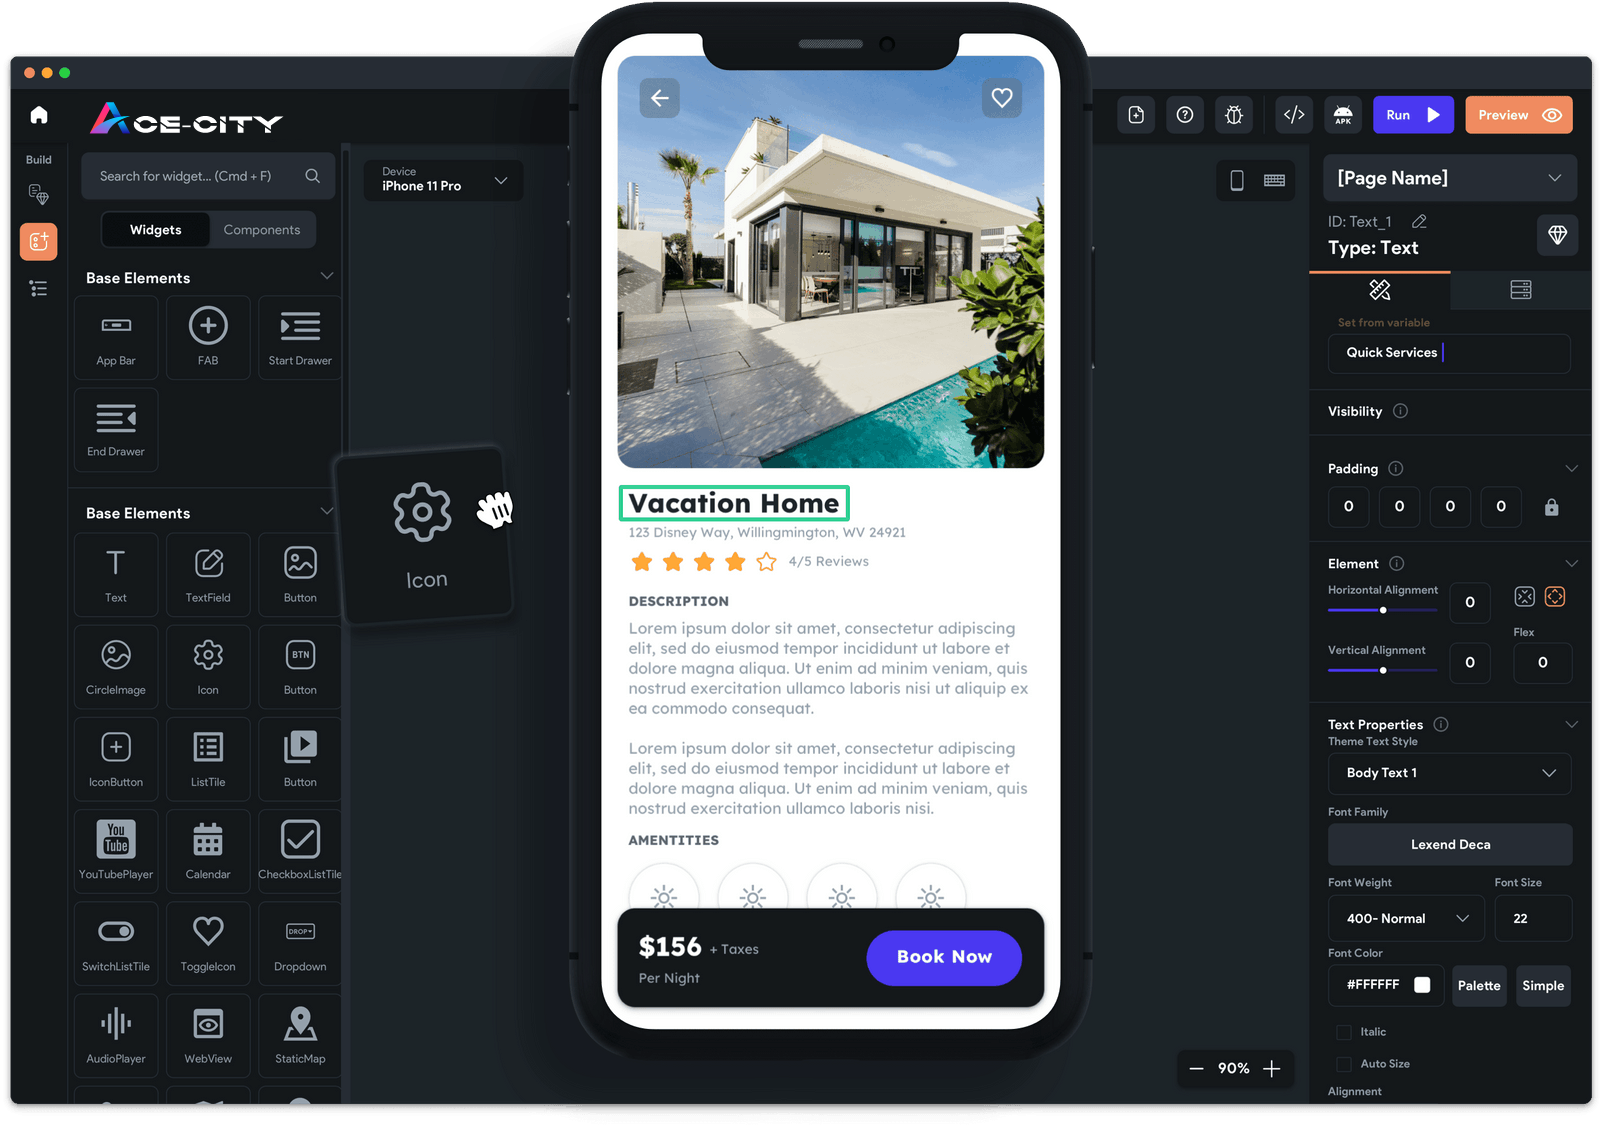 ACE-CITY
APK
Run
Preview
Build
Search for widget... (Cmd + F)
Widgets
Components
Base Elements
App Bar
FAB
Start Drawer
End Drawer
Base Elements
T
Text
TextField
Button
CircleImage
Icon
BTN
Button
IconButton
ListTile
Button
You
Tube
YouTubePlayer
Calendar
CheckboxListTile
SwitchListTile
ToggleIcon
DROP
Dropdown
AudioPlayer
WebView
StaticMap
Device
iPhone 11 Pro
Icon
Vacation Home
123 Disney Way, Willingmington, WV 24921
4/5 Reviews
DESCRIPTION
Lorem ipsum dolor sit amet, consectetur adipiscing
elit, sed do eiusmod tempor incididunt ut labore et
dolore magna aliqua. Ut enim ad minim veniam, quis
nostrud exercitation ullamco laboris nisi ut aliquip ex
ea commodo consequat.
Lorem ipsum dolor sit amet, consectetur adipiscing
elit, sed do eiusmod tempor incididunt ut labore et
dolore magna aliqua. Ut enim ad minim veniam, quis
nostrud exercitation ullamco laboris nisi.
AMENTITIES
$156 + Taxes
Per Night
Book Now
90%
[Page Name]
ID: Text_1
Type: Text
Set from variable
Quick Services
Visibility
Padding
0 0 0 0
Element
Horizontal Alignment
0
Flex
Vertical Alignment
0
0
Text Properties
Theme Text Style
Body Text 1
Font Family
Lexend Deca
Font Weight
Font Size
400- Normal
22
Font Color
#FFFFFF
Palette
Simple
Italic
Auto Size
Alignment